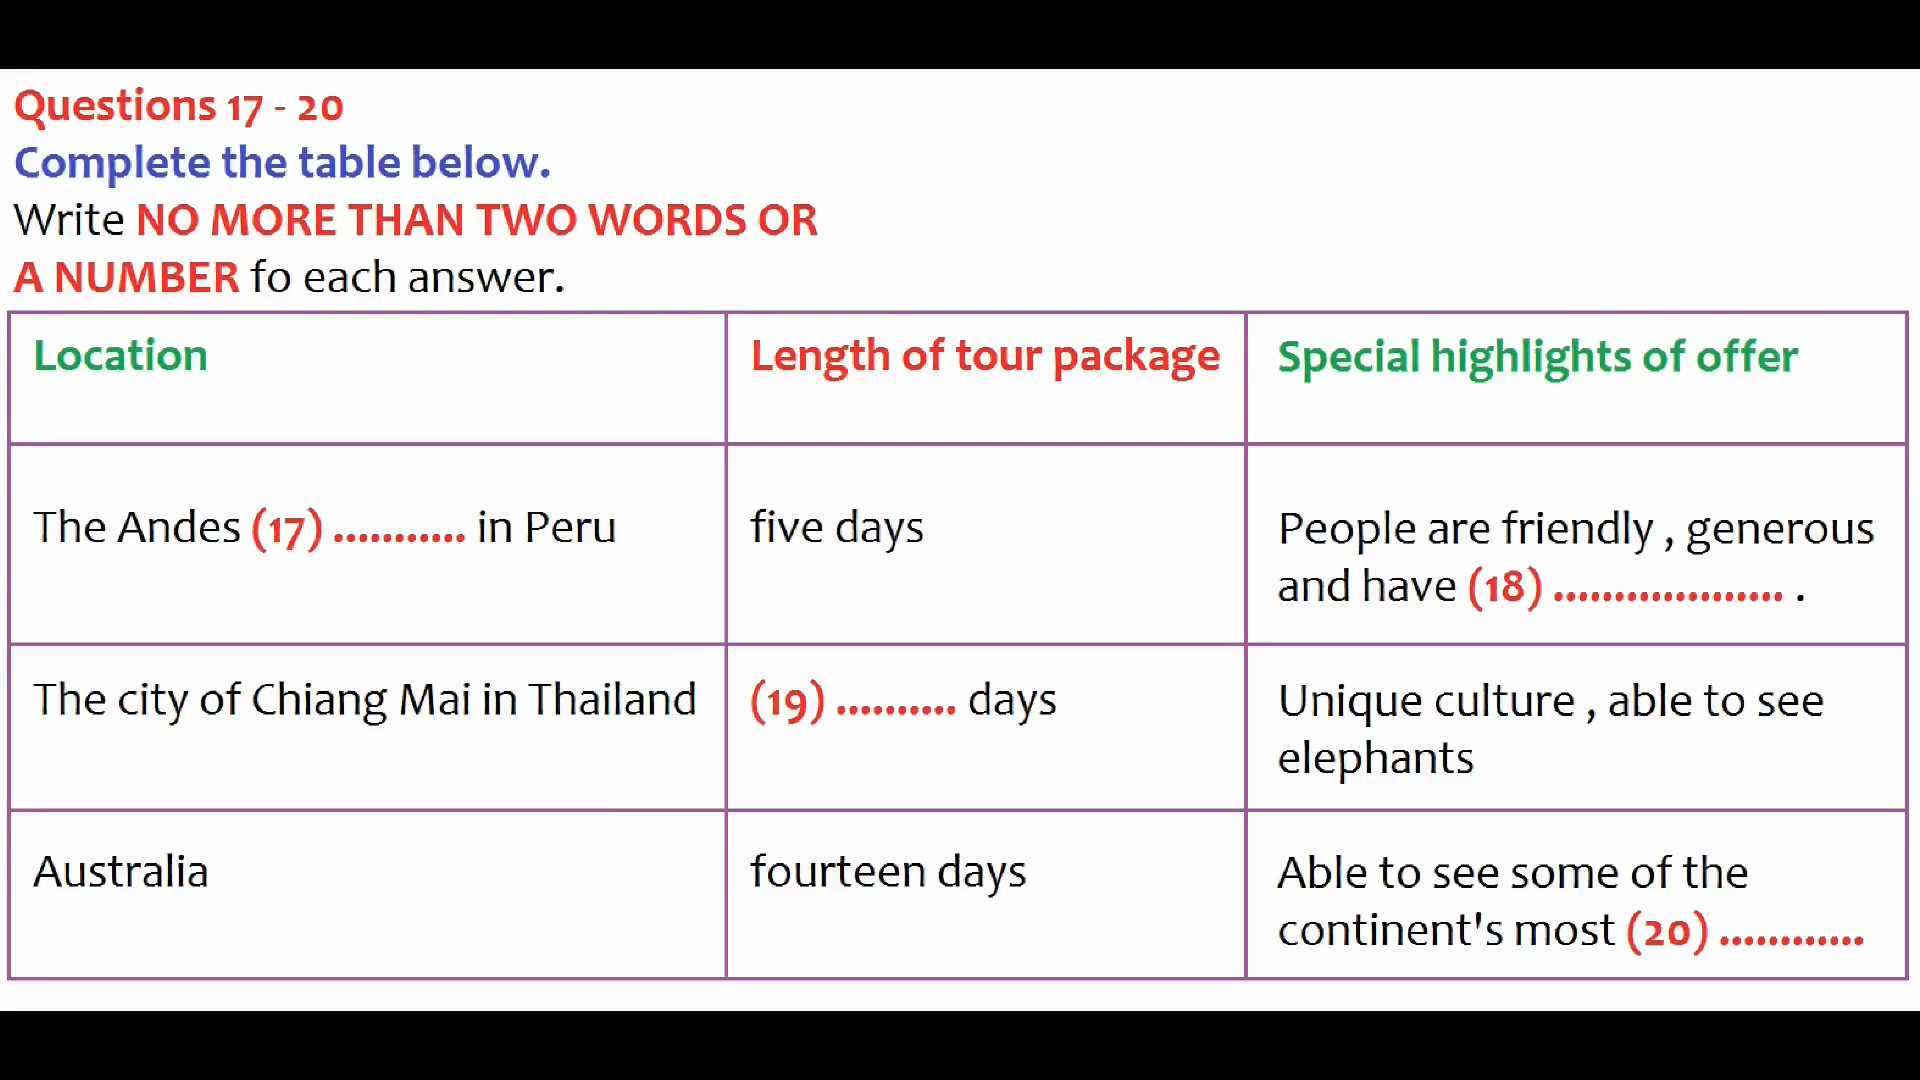 Questions 17 - 20
Complete the table below.
Write NO MORE THAN TWO WORDS OR
A NUMBER fo each answer.
Location
Length of tour package
Special highlights of offer
The Andes (17) ........... in Peru
five days
People are friendly , generous
and have (18) ................... .
The city of Chiang Mai in Thailand
(19) .......... days
Unique culture , able to see
elephants
Australia
fourteen days
Able to see some of the
continent's most (20) ............